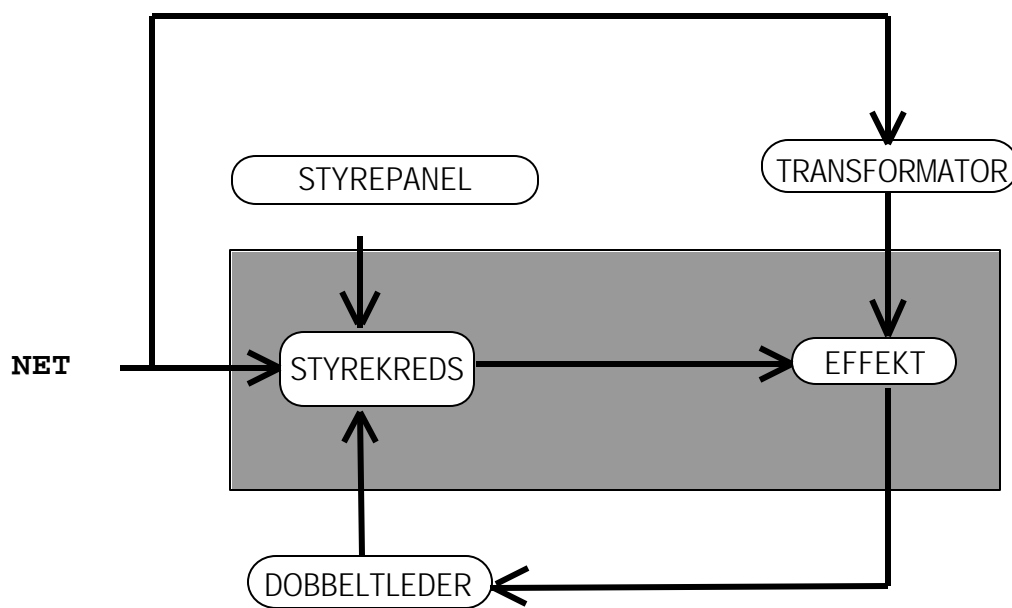 STYREPANEL
TRANSFORMATOR
NET
STYREKREDS
EFFEKT
DOBBELTLEDER